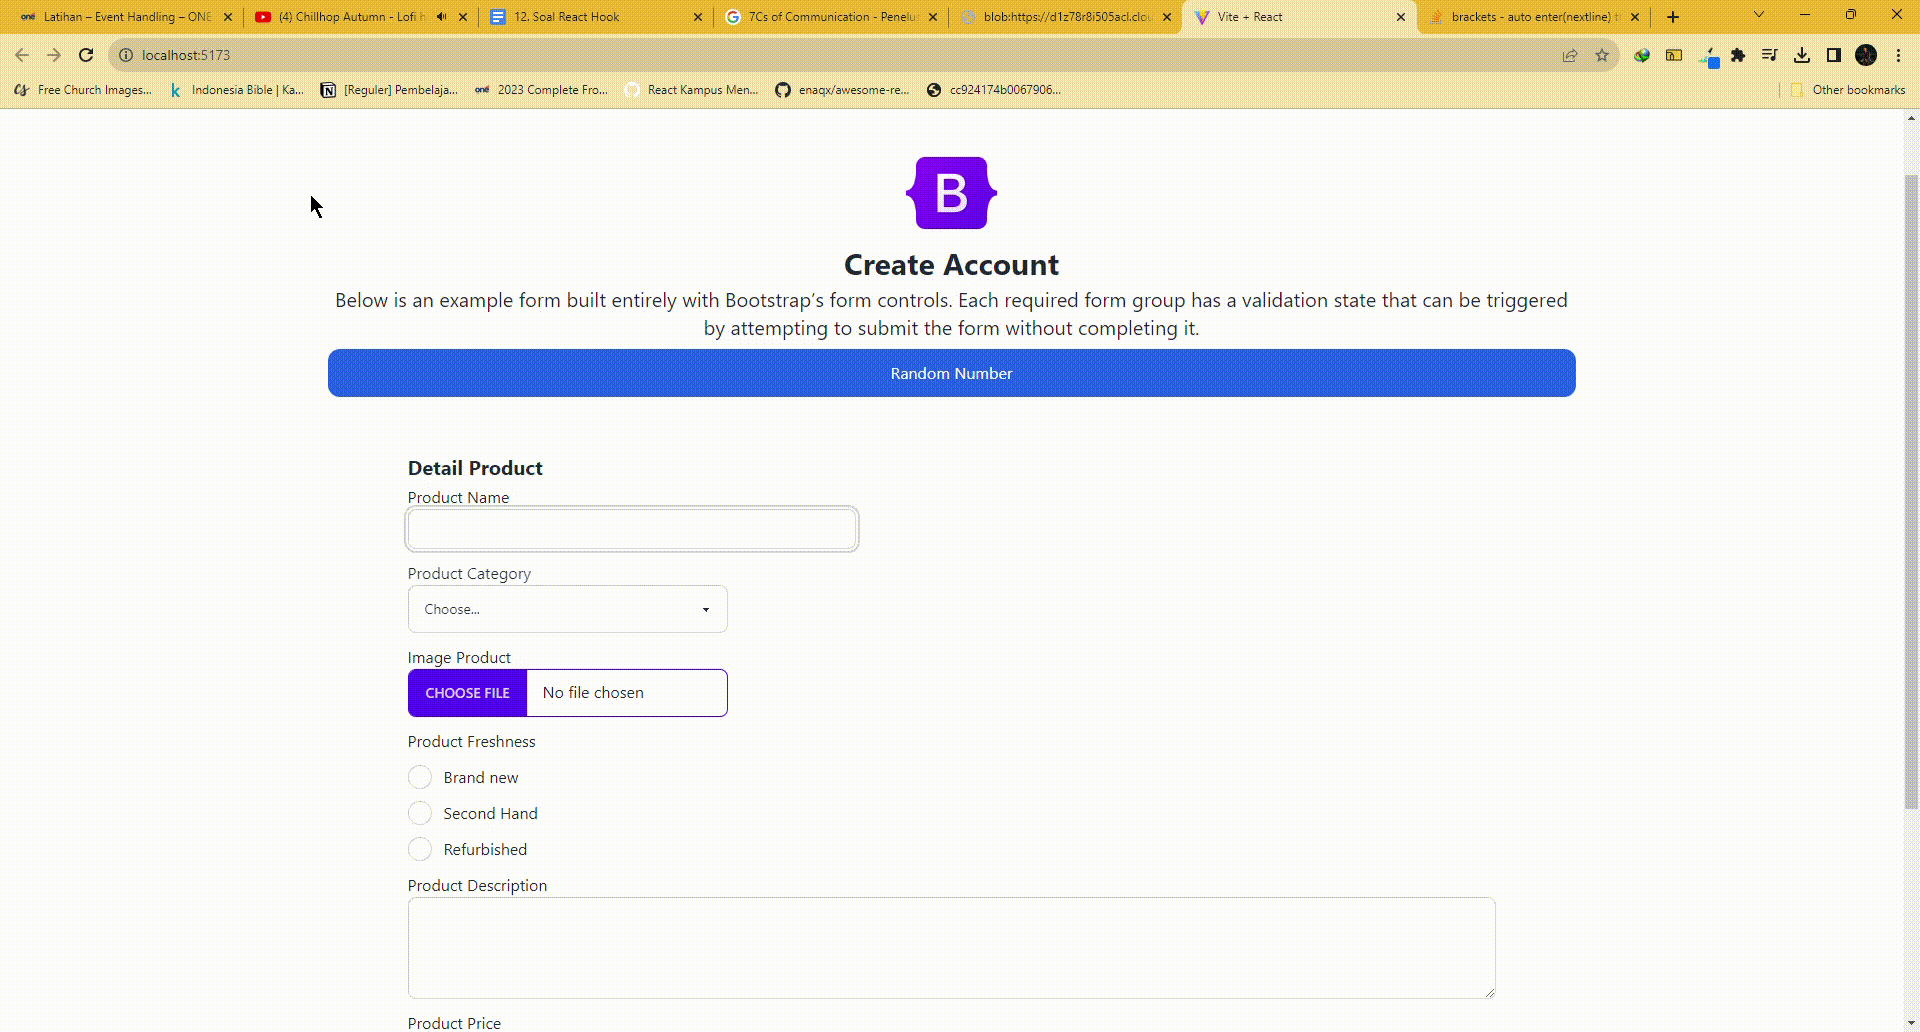 Latihan – Event Handling – ONE
(4) Chillhop Autumn - Lofi h
12. Soal React Hook
7Cs of Communication - Penelus
blob:https://d1z78r8i505acl.clou
Vite + React
brackets - auto enter(nextline) t
localhost:5173
Free Church Images...
Indonesia Bible | Ka...
[Reguler] Pembelaja...
one 2023 Complete Fro...
React Kampus Men...
enaqx/awesome-re...
cc924174b0067906...
Other bookmarks
B
Create Account
Below is an example form built entirely with Bootstrap’s form controls. Each required form group has a validation state that can be triggered
by attempting to submit the form without completing it.
Random Number
Detail Product
Product Name
Product Category
Choose...
Image Product
CHOOSE FILE No file chosen
Product Freshness
Brand new
Second Hand
Refurbished
Product Description
Product Price